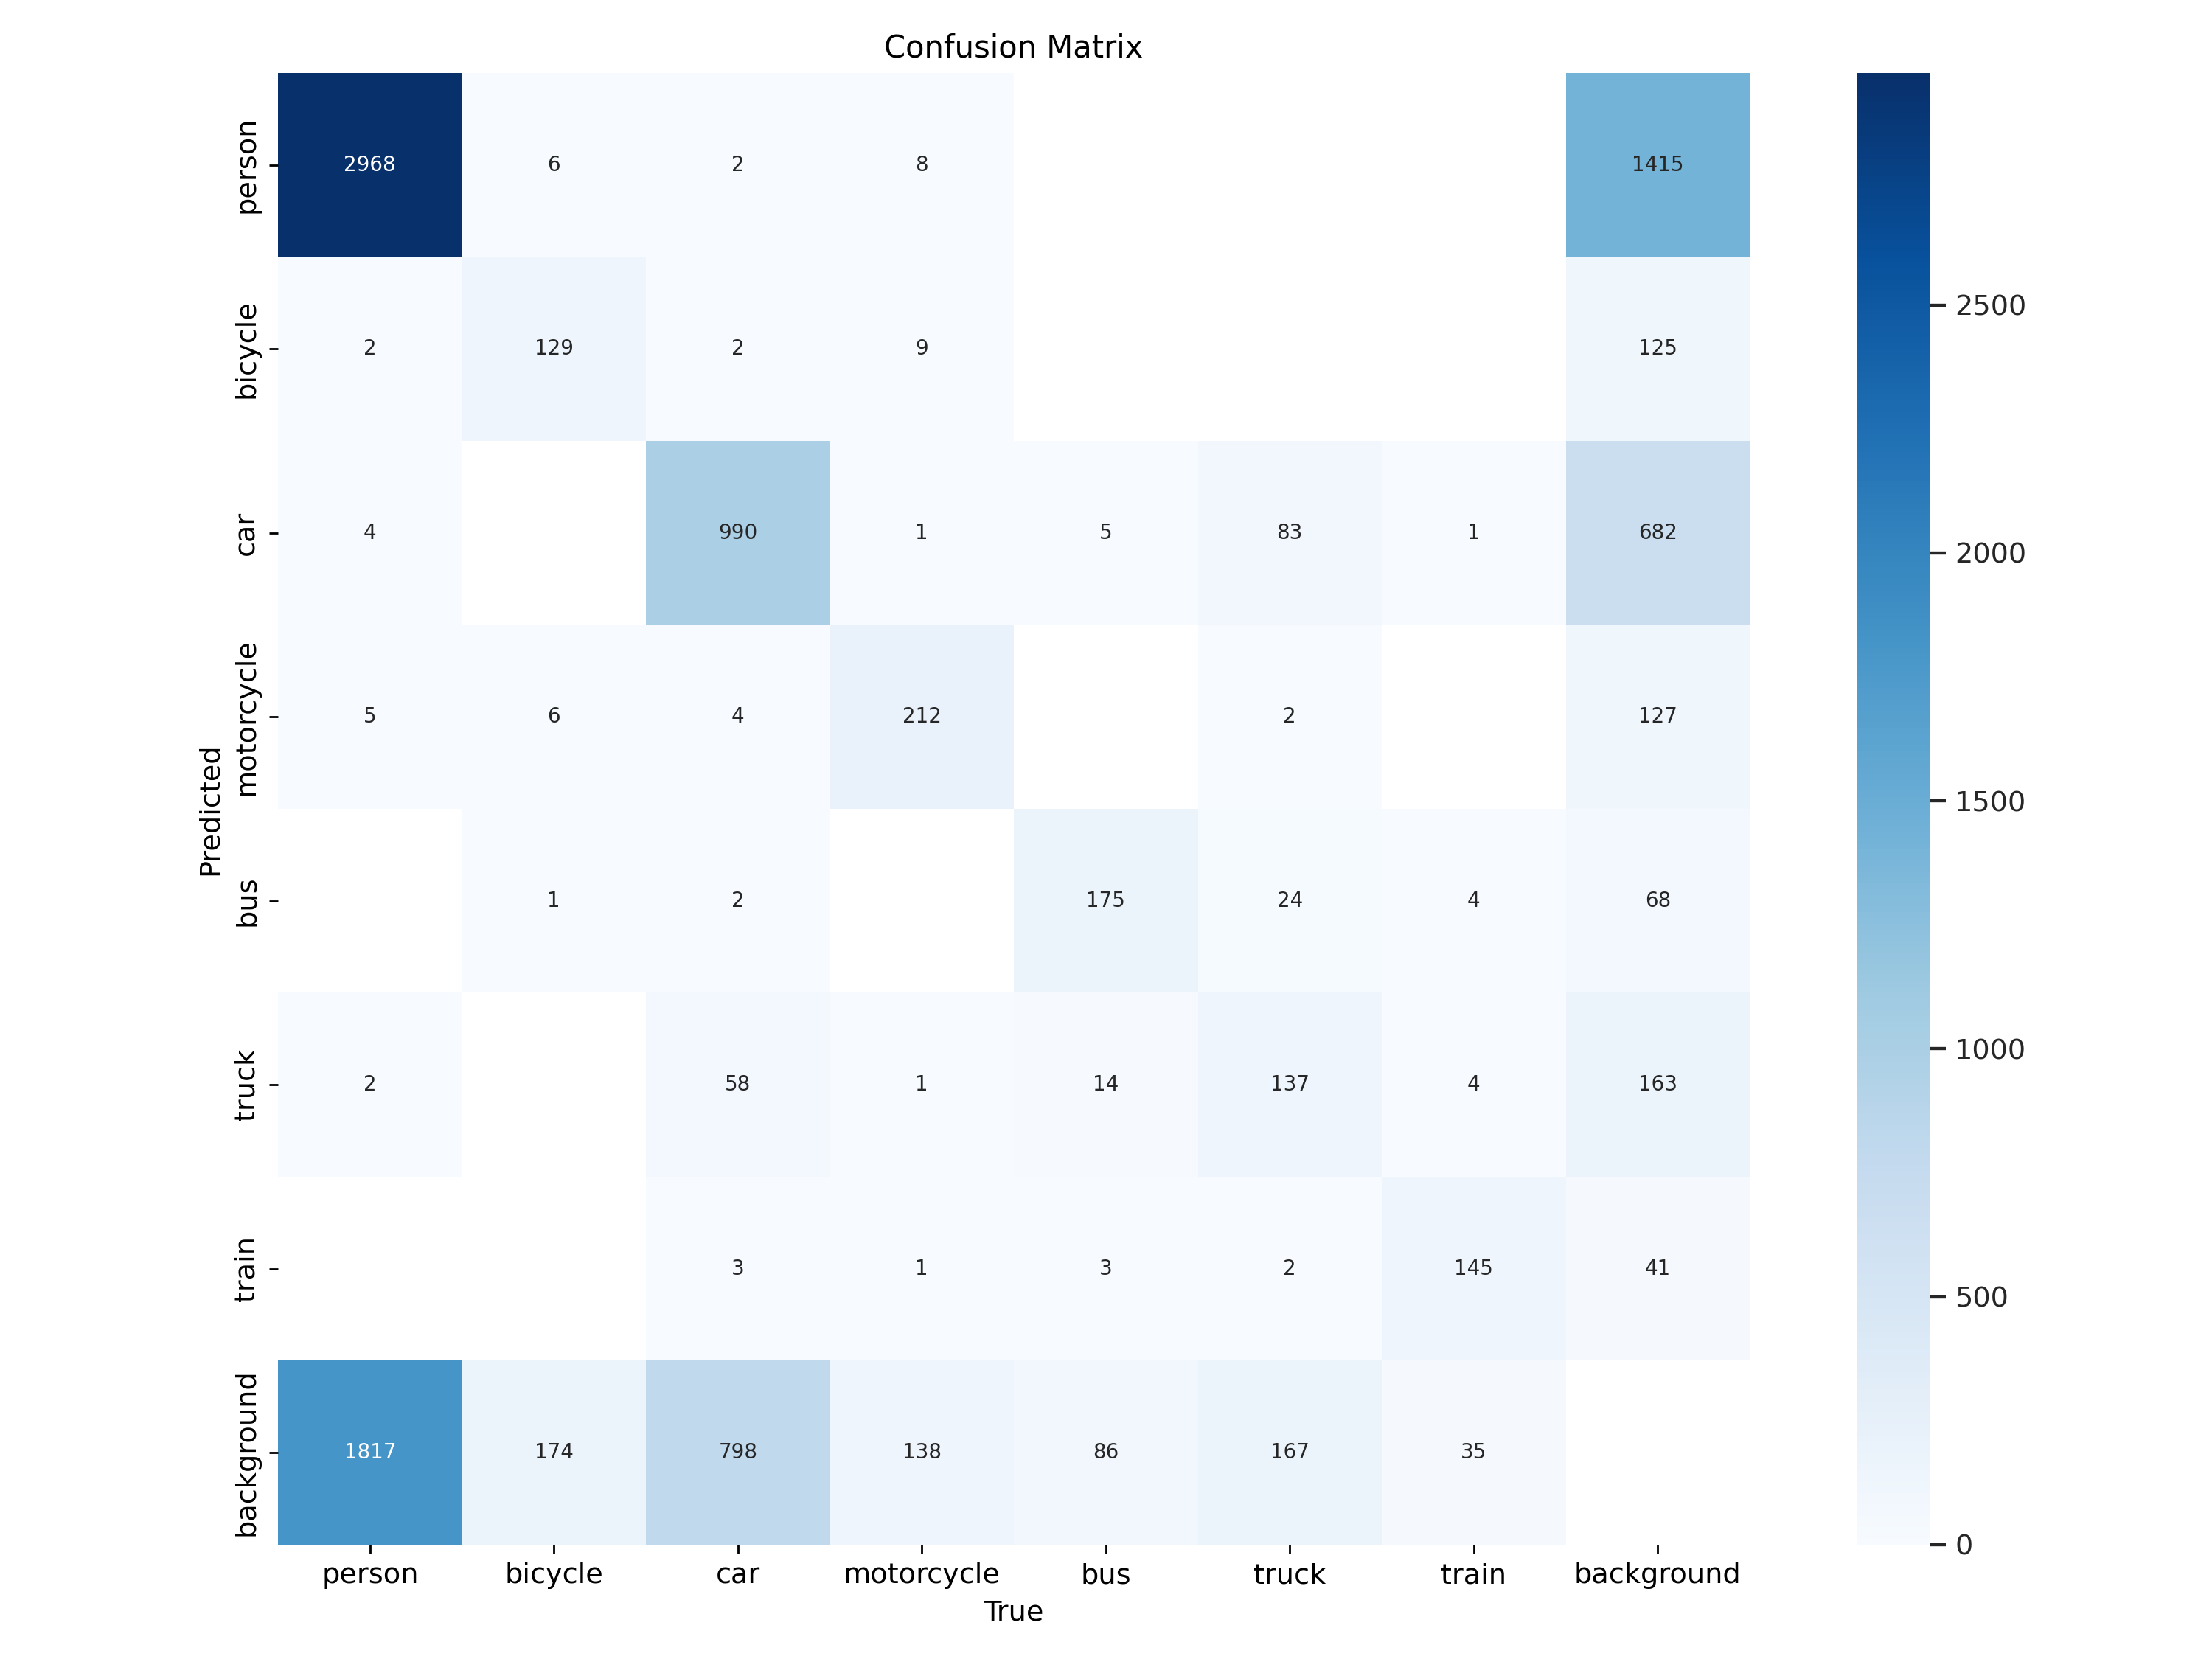 Confusion Matrix
person 2968 6 2 8 1415
bicycle 2 129 2 9 125
car 4 990 1 5 83 1 682
motorcycle 5 6 4 212 2 127
bus 1 2 175 24 4 68
truck 2 58 1 14 137 4 163
train 3 1 3 2 145 41
background 1817 174 798 138 86 167 35
Predicted
person bicycle car motorcycle bus truck train background
True
2500
2000
1500
1000
500
0